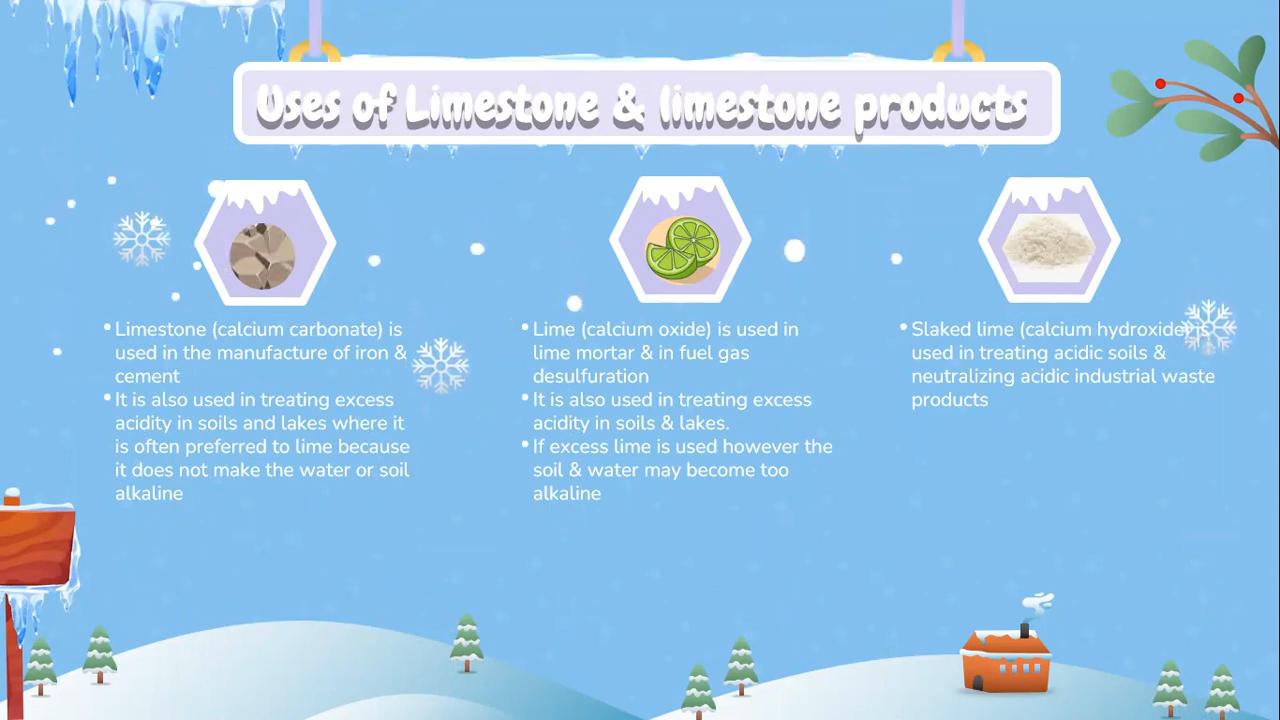 Uses of Limestone & limestone products
• Limestone (calcium carbonate) is
used in the manufacture of iron &
cement
• It is also used in treating excess
acidity in soils and lakes where it
is often preferred to lime because
it does not make the water or soil
alkaline
• Lime (calcium oxide) is used in
lime mortar & in fuel gas
desulfuration
• It is also used in treating excess
acidity in soils & lakes.
• If excess lime is used however the
soil & water may become too
alkaline
• Slaked lime (calcium hydroxide) is
used in treating acidic soils &
neutralizing acidic industrial waste
products